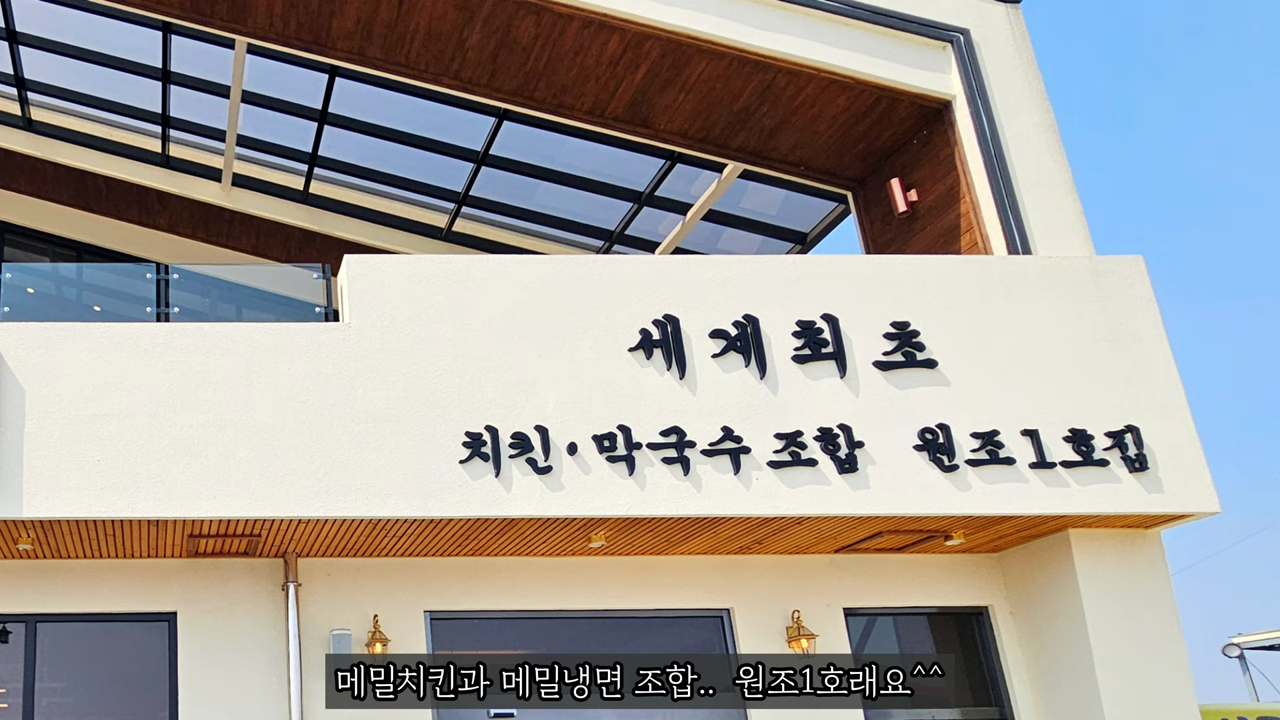 세계최초
치킨·막국수 조합 원조1호집
메밀치킨과 메밀냉면 조합.. 원조1호래요^^